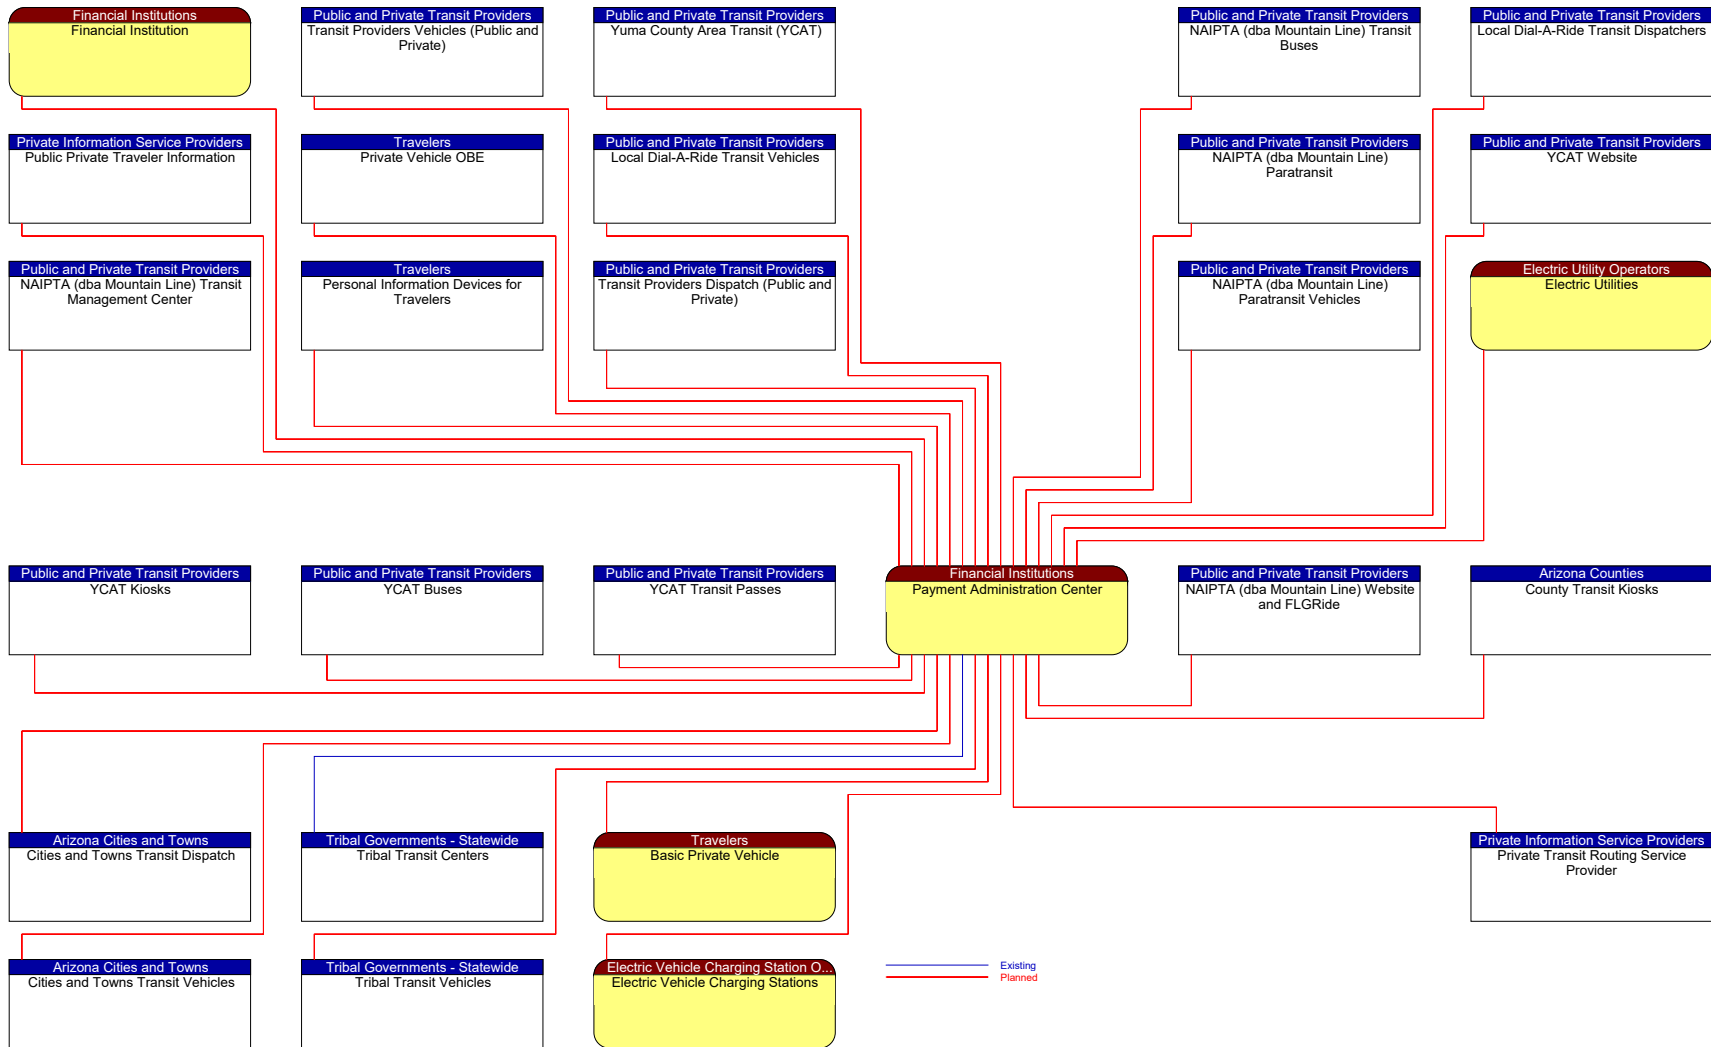 Financial Institutions
Financial Institution
Public and Private Transit Providers
Transit Providers Vehicles (Public and
Private)
Public and Private Transit Providers
Yuma County Area Transit (YCAT)
Public and Private Transit Providers
NAIPTA (dba Mountain Line) Transit
Buses
Public and Private Transit Providers
Local Dial-A-Ride Transit Dispatchers
Private Information Service Providers
Public Private Traveler Information
Travelers
Private Vehicle OBE
Public and Private Transit Providers
Local Dial-A-Ride Transit Vehicles
Public and Private Transit Providers
NAIPTA (dba Mountain Line)
Paratransit
Public and Private Transit Providers
YCAT Website
Public and Private Transit Providers
NAIPTA (dba Mountain Line) Transit
Management Center
Travelers
Personal Information Devices for
Travelers
Public and Private Transit Providers
Transit Providers Dispatch (Public and
Private)
Public and Private Transit Providers
NAIPTA (dba Mountain Line)
Paratransit Vehicles
Electric Utility Operators
Electric Utilities
Public and Private Transit Providers
YCAT Kiosks
Public and Private Transit Providers
YCAT Buses
Public and Private Transit Providers
YCAT Transit Passes
Financial Institutions
Payment Administration Center
Public and Private Transit Providers
NAIPTA (dba Mountain Line) Website
and FLGRide
Arizona Counties
County Transit Kiosks
Arizona Cities and Towns
Cities and Towns Transit Dispatch
Tribal Governments - Statewide
Tribal Transit Centers
Travelers
Basic Private Vehicle
Private Information Service Providers
Private Transit Routing Service
Provider
Arizona Cities and Towns
Cities and Towns Transit Vehicles
Tribal Governments - Statewide
Tribal Transit Vehicles
Electric Vehicle Charging Station O...
Electric Vehicle Charging Stations
Existing
Planned